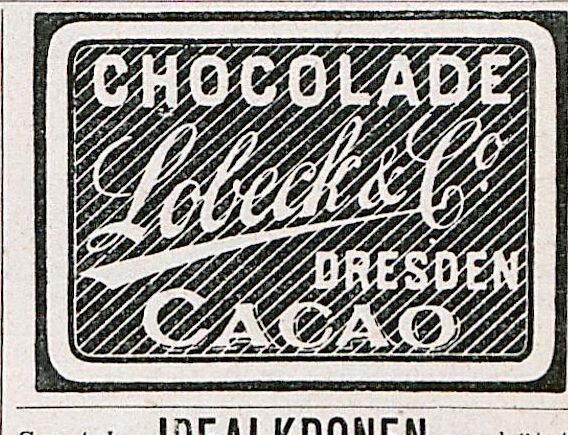 CHOCOLADE
Lobeck & Co.
DRESDEN
CACAO
IDEALKRONEN